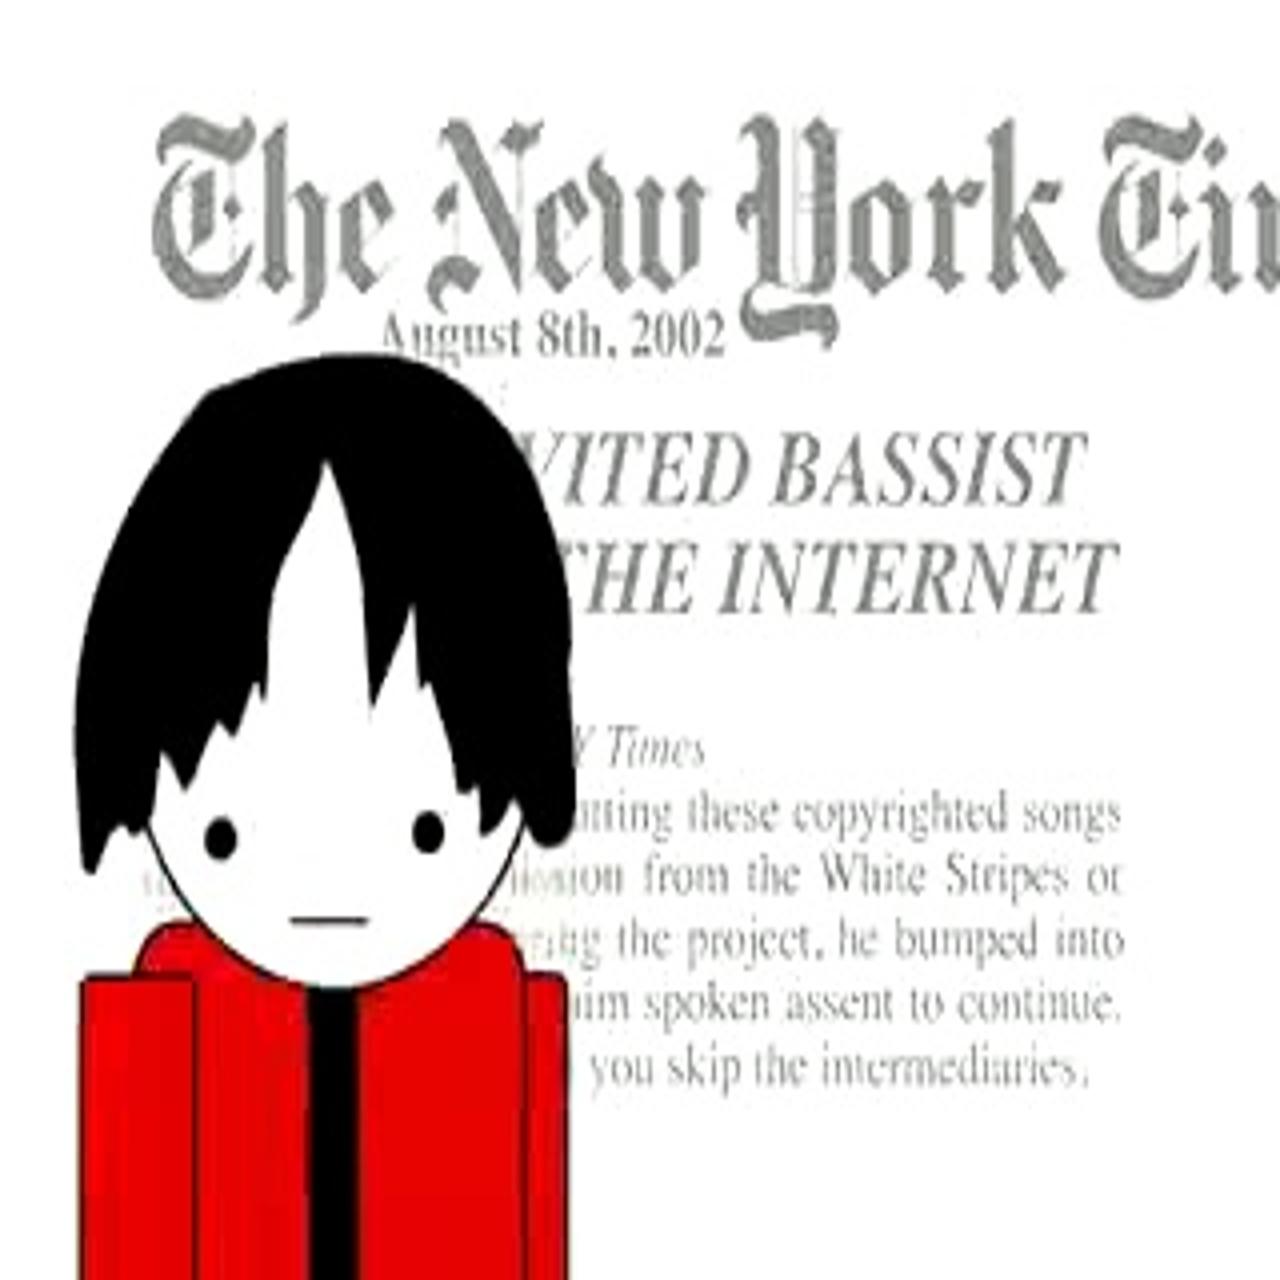 The New York Ti
August 8th, 2002
VITED BASSIST
THE INTERNET
Y Times
these copyrighted songs
from the White Stripes or
the project, he bumped into
spoken assent to continue.
you skip the intermediaries.